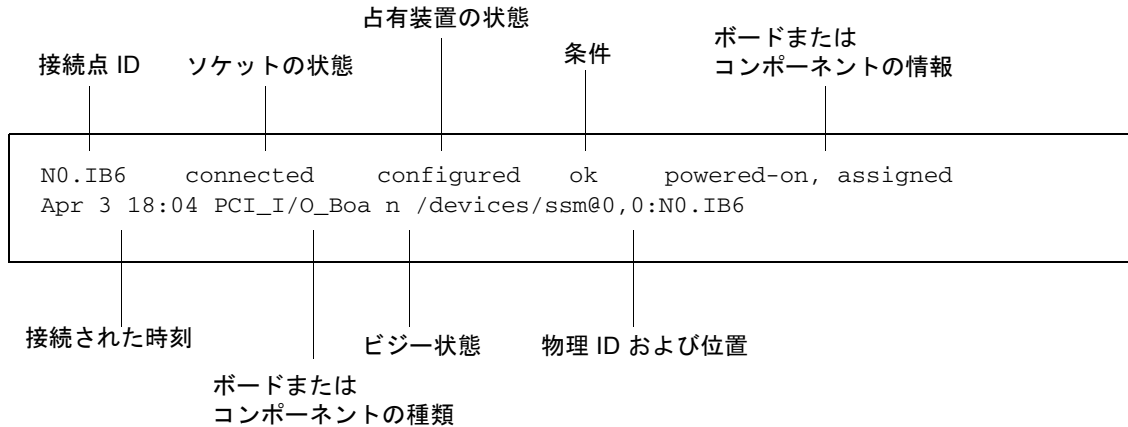 占有装置の状態
接続点 ID ソケットの状態 条件 ボードまたは
コンポーネントの情報
N0.IB6 connected configured ok powered-on, assigned
Apr 3 18:04 PCI_I/O_Boa n /devices/ssm@0,0:N0.IB6
接続された時刻 ビジー状態 物理 ID および位置
ボードまたは
コンポーネントの種類